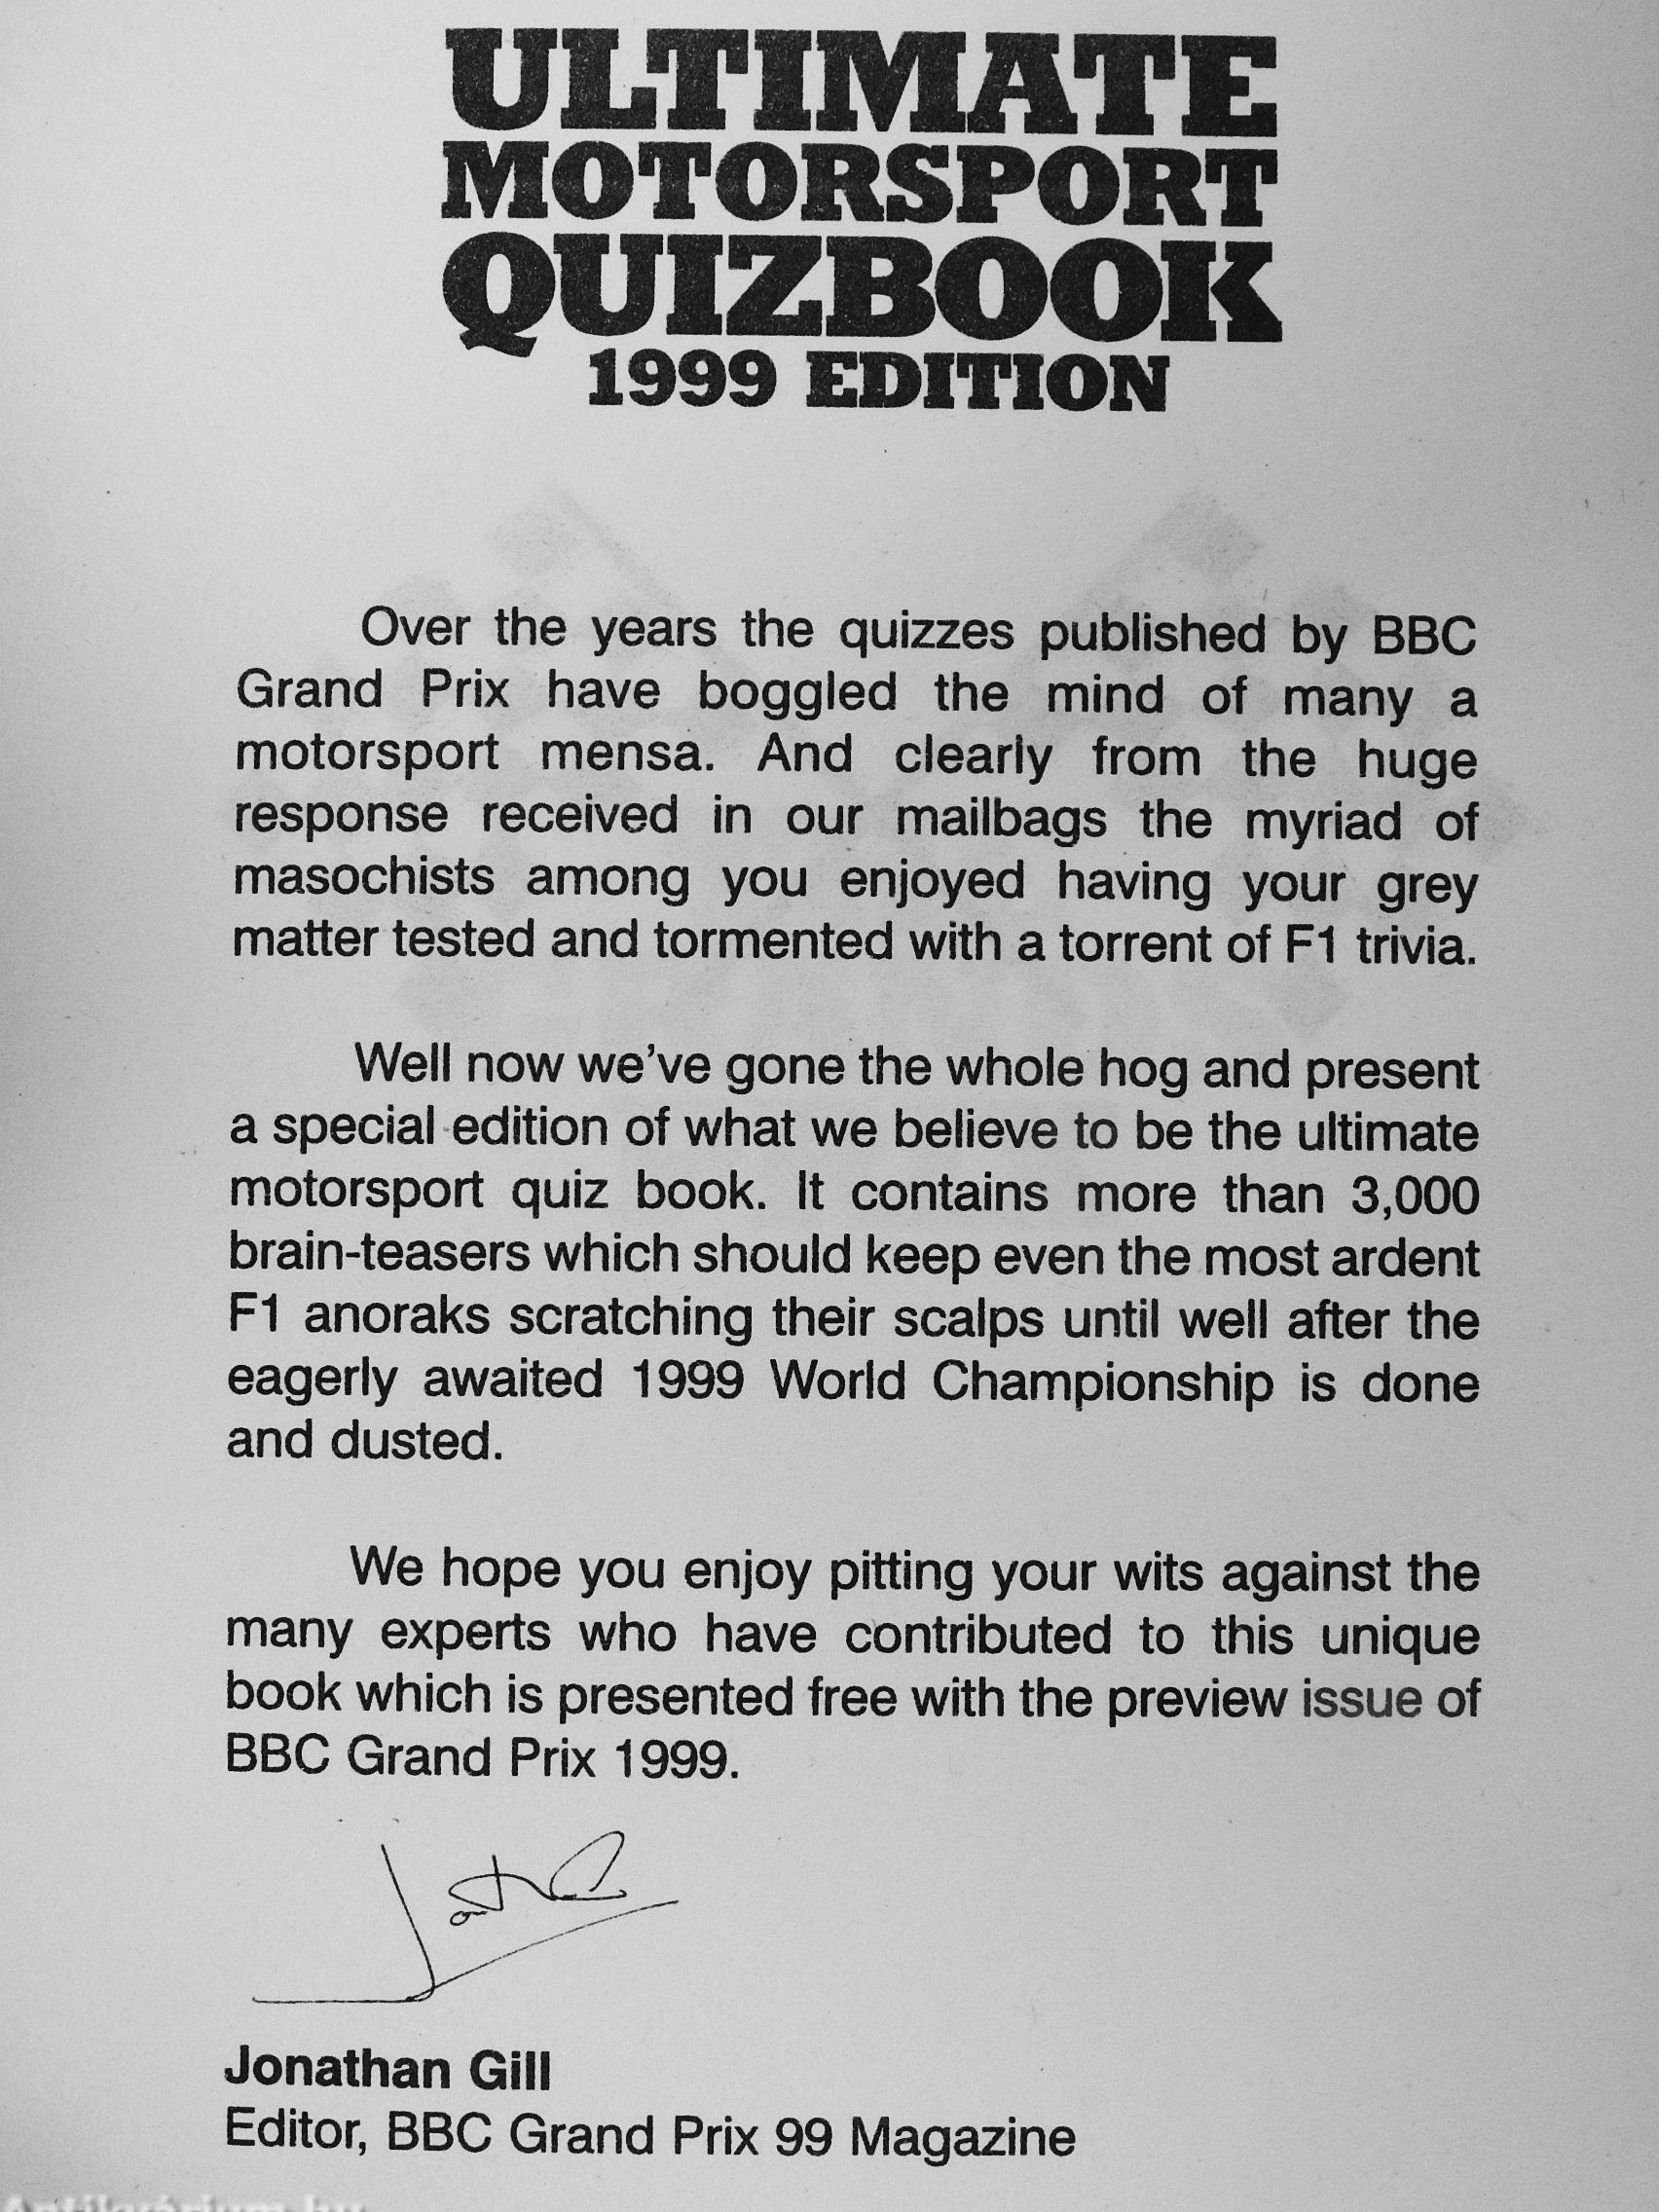 ULTIMATE
MOTORSPORT
QUIZBOOK
1999 EDITION
Over the years the quizzes published by BBC
Grand Prix have boggled the mind of many a
motorsport mensa. And clearly from the huge
response received in our mailbags the myriad of
masochists among you enjoyed having your grey
matter tested and tormented with a torrent of F1 trivia.
Well now we've gone the whole hog and present
a special edition of what we believe to be the ultimate
motorsport quiz book. It contains more than 3,000
brain-teasers which should keep even the most ardent
F1 anoraks scratching their scalps until well after the
eagerly awaited 1999 World Championship is done
and dusted.
We hope you enjoy pitting your wits against the
many experts who have contributed to this unique
book which is presented free with the preview issue of
BBC Grand Prix 1999.
Jonathan Gill
Editor, BBC Grand Prix 99 Magazine